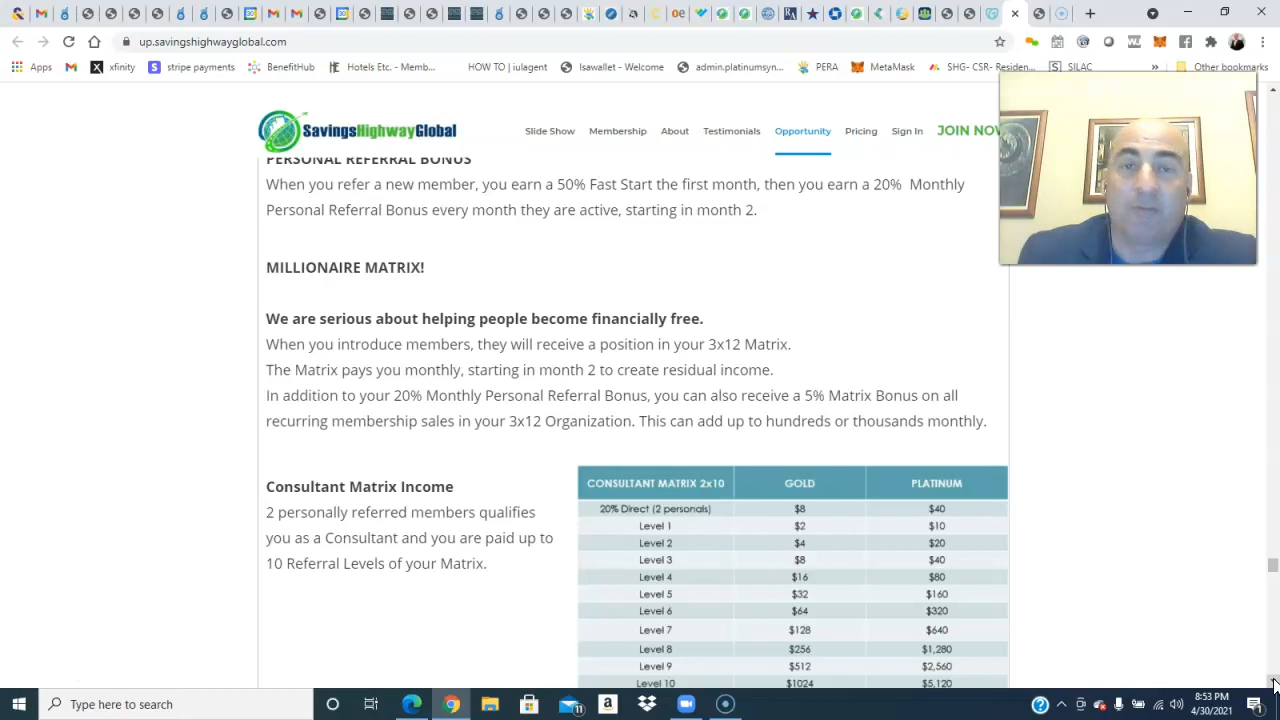 up.savingshighwayglobal.com
Apps
xfinity
stripe payments
BenefitHub
Hotels Etc. - Memb...
HOW TO | iulagent
lsawallet - Welcome
admin.platinumsyn...
PERA
MetaMask
SHG- CSR- Residen...
SILAC
»
Other bookmarks
SavingsHighwayGlobal
Slide Show
Membership
About
Testimonials
Opportunity
Pricing
Sign In
JOIN NOW
PERSONAL REFERRAL BONUS
When you refer a new member, you earn a 50% Fast Start the first month, then you earn a 20% Monthly
Personal Referral Bonus every month they are active, starting in month 2.
MILLIONAIRE MATRIX!
We are serious about helping people become financially free.
When you introduce members, they will receive a position in your 3x12 Matrix.
The Matrix pays you monthly, starting in month 2 to create residual income.
In addition to your 20% Monthly Personal Referral Bonus, you can also receive a 5% Matrix Bonus on all
recurring membership sales in your 3x12 Organization. This can add up to hundreds or thousands monthly.
Consultant Matrix Income
2 personally referred members qualifies
you as a Consultant and you are paid up to
10 Referral Levels of your Matrix.
CONSULTANT MATRIX 2x10 GOLD PLATINUM
20% Direct (2 personals) $8 $40
Level 1 $2 $10
Level 2 $4 $20
Level 3 $8 $40
Level 4 $16 $80
Level 5 $32 $160
Level 6 $64 $320
Level 7 $128 $640
Level 8 $256 $1,280
Level 9 $512 $2,560
Level 10 $1024 $5,120
Type here to search
11
8:53 PM
4/30/2021
1